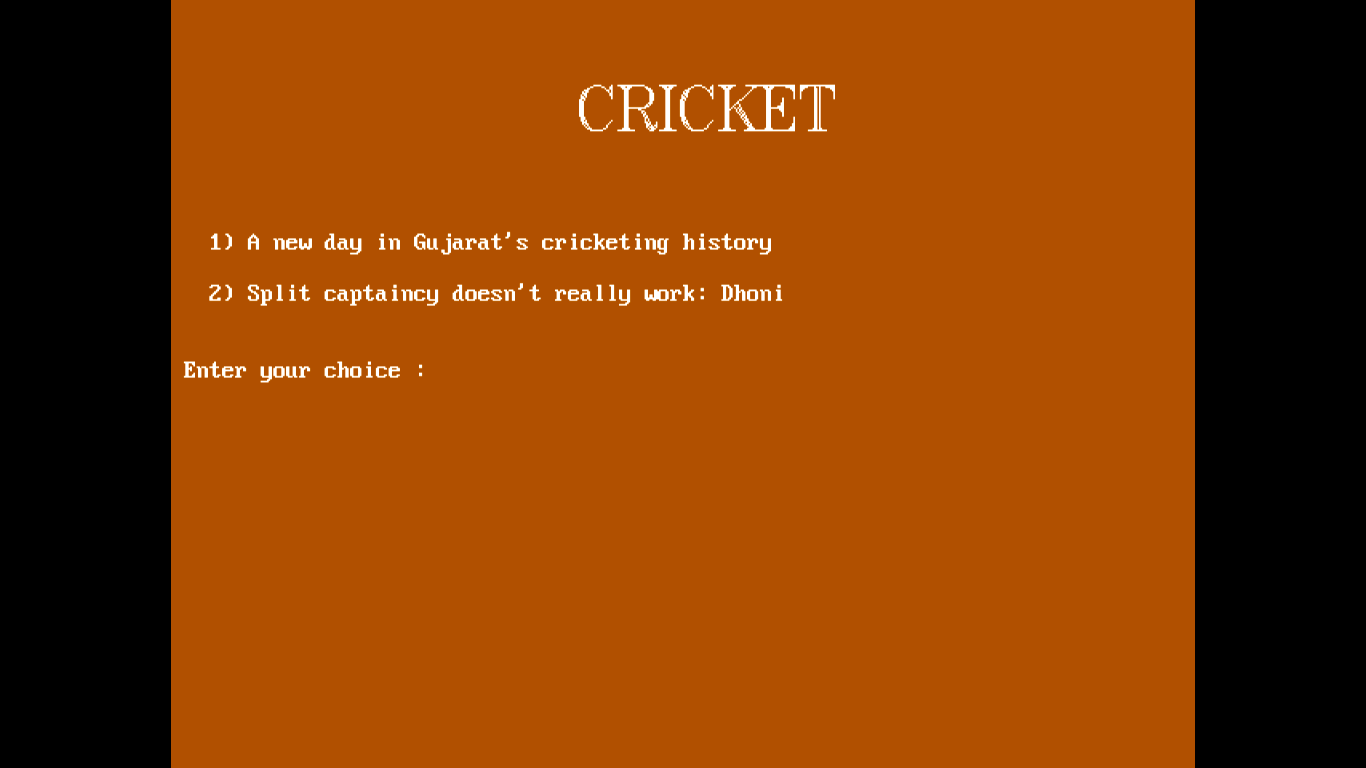 CRICKET
1) A new day in Gujarat's cricketing history
2) Split captaincy doesn't really work: Dhoni
Enter your choice :